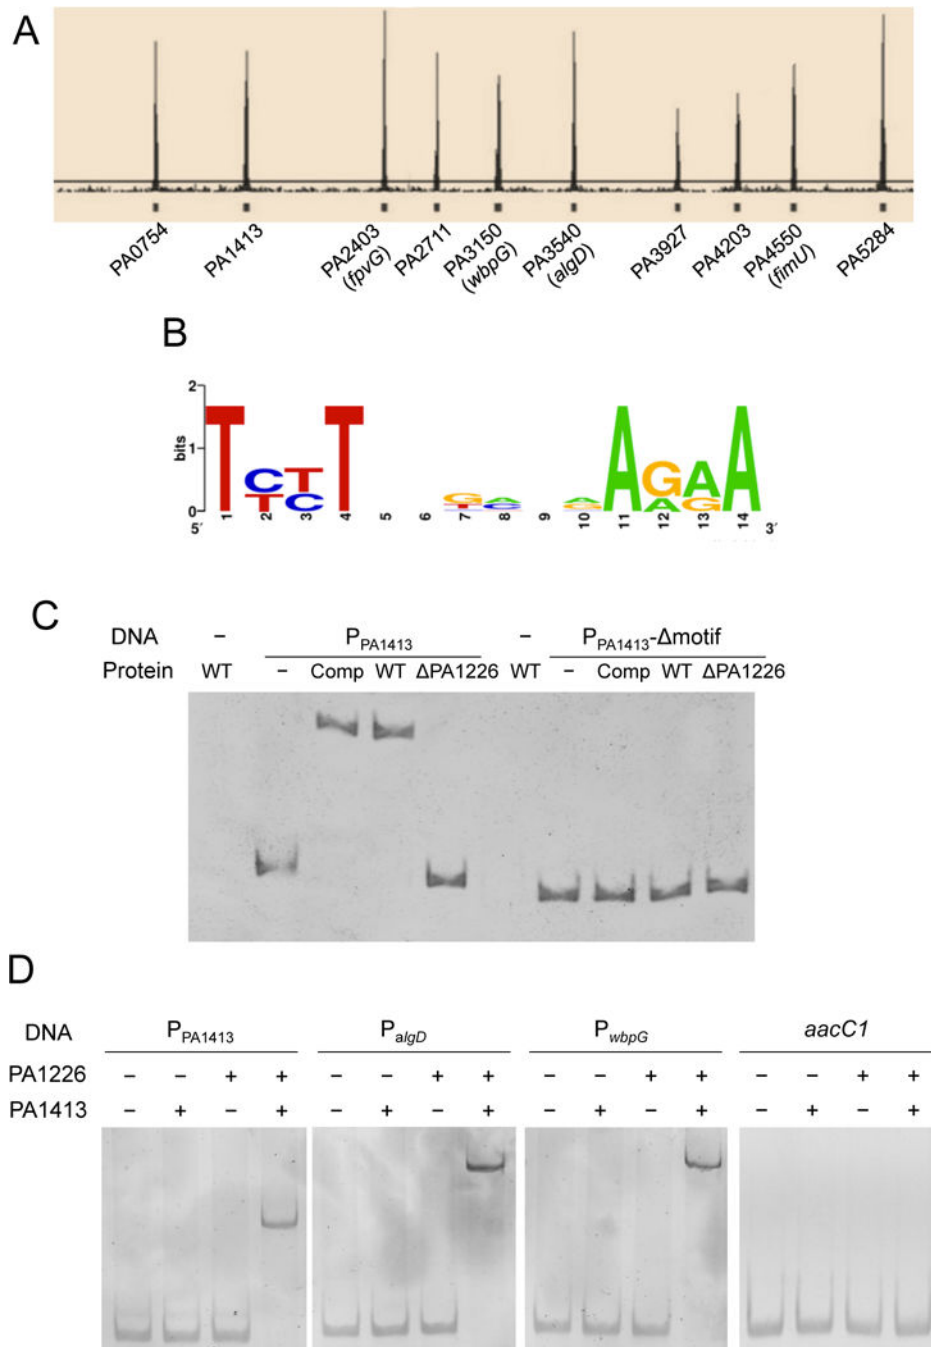 A
PA0754 PA1413 PA2403 (fpvG) PA2711 PA3150 (wbpG) PA3540 (algD) PA3927 PA4203 PA4550 (fimU) PA5284
B
2
1
0
bits
T C T T G A A A G A A
T C T C G A G
5′ 1 2 3 4 5 6 7 8 9 10 11 12 13 14 3′
C
DNA – PPA1413 – PPA1413-Δmotif
Protein WT – Comp WT ΔPA1226 WT – Comp WT ΔPA1226
D
DNA PPA1413 PalgD PwbpG aacC1
PA1226 – – + + – – + + – – + + – – + +
PA1413 – + – + – + – + – + – + – + – +